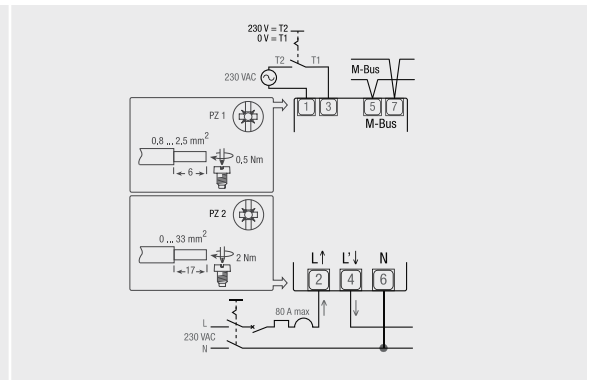 230 V = T2
0 V = T1
T2 T1
230 VAC
M-Bus
1 3 5 7
M-Bus
PZ 1
0,8 ... 2,5 mm²
0,5 Nm
6
PZ 2
0 ... 33 mm²
2 Nm
17
L↑ L'↓ N
2 4 6
80 A max
L
230 VAC
N